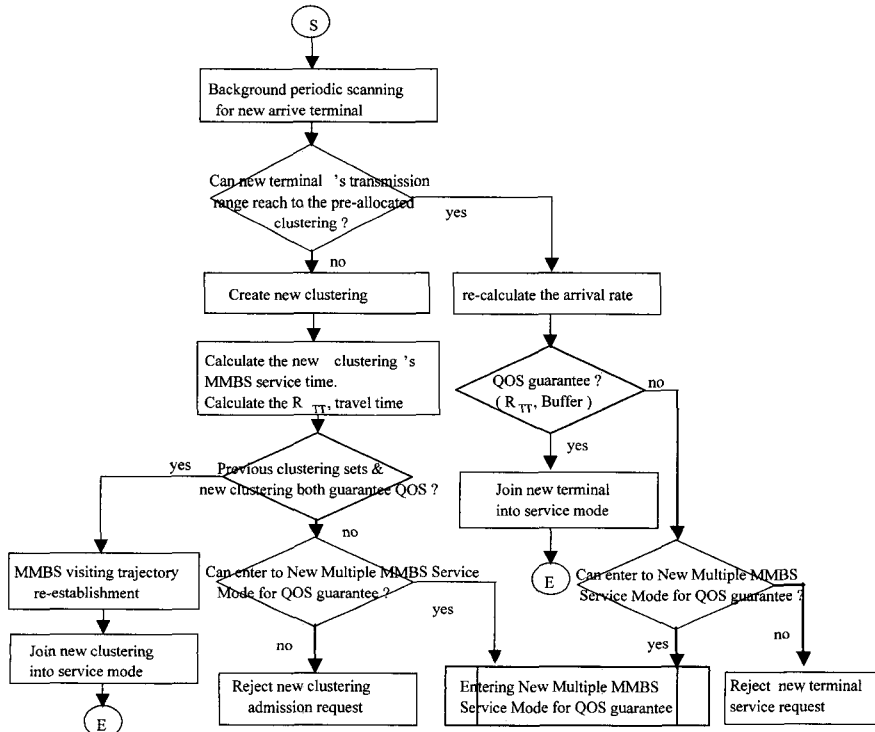 S
Background periodic scanning
for new arrive terminal
Can new terminal 's transmission
range reach to the pre-allocated
clustering ?
yes
no
Create new clustering
re-calculate the arrival rate
Calculate the new clustering 's
MMBS service time.
Calculate the R TT, travel time
QOS guarantee ?
( R TT, Buffer )
no
yes
yes
Previous clustering sets &
new clustering both guarantee QOS ?
Join new terminal
into service mode
no
E
MMBS visiting trajectory
re-establishment
Can enter to New Multiple MMBS Service
Mode for QOS guarantee ?
Can enter to New Multiple MMBS
Service Mode for QOS guarantee ?
yes
no
yes
no
Join new clustering
into service mode
Reject new clustering
admission request
Entering New Multiple MMBS
Service Mode for QOS guarantee
Reject new terminal
service request
E